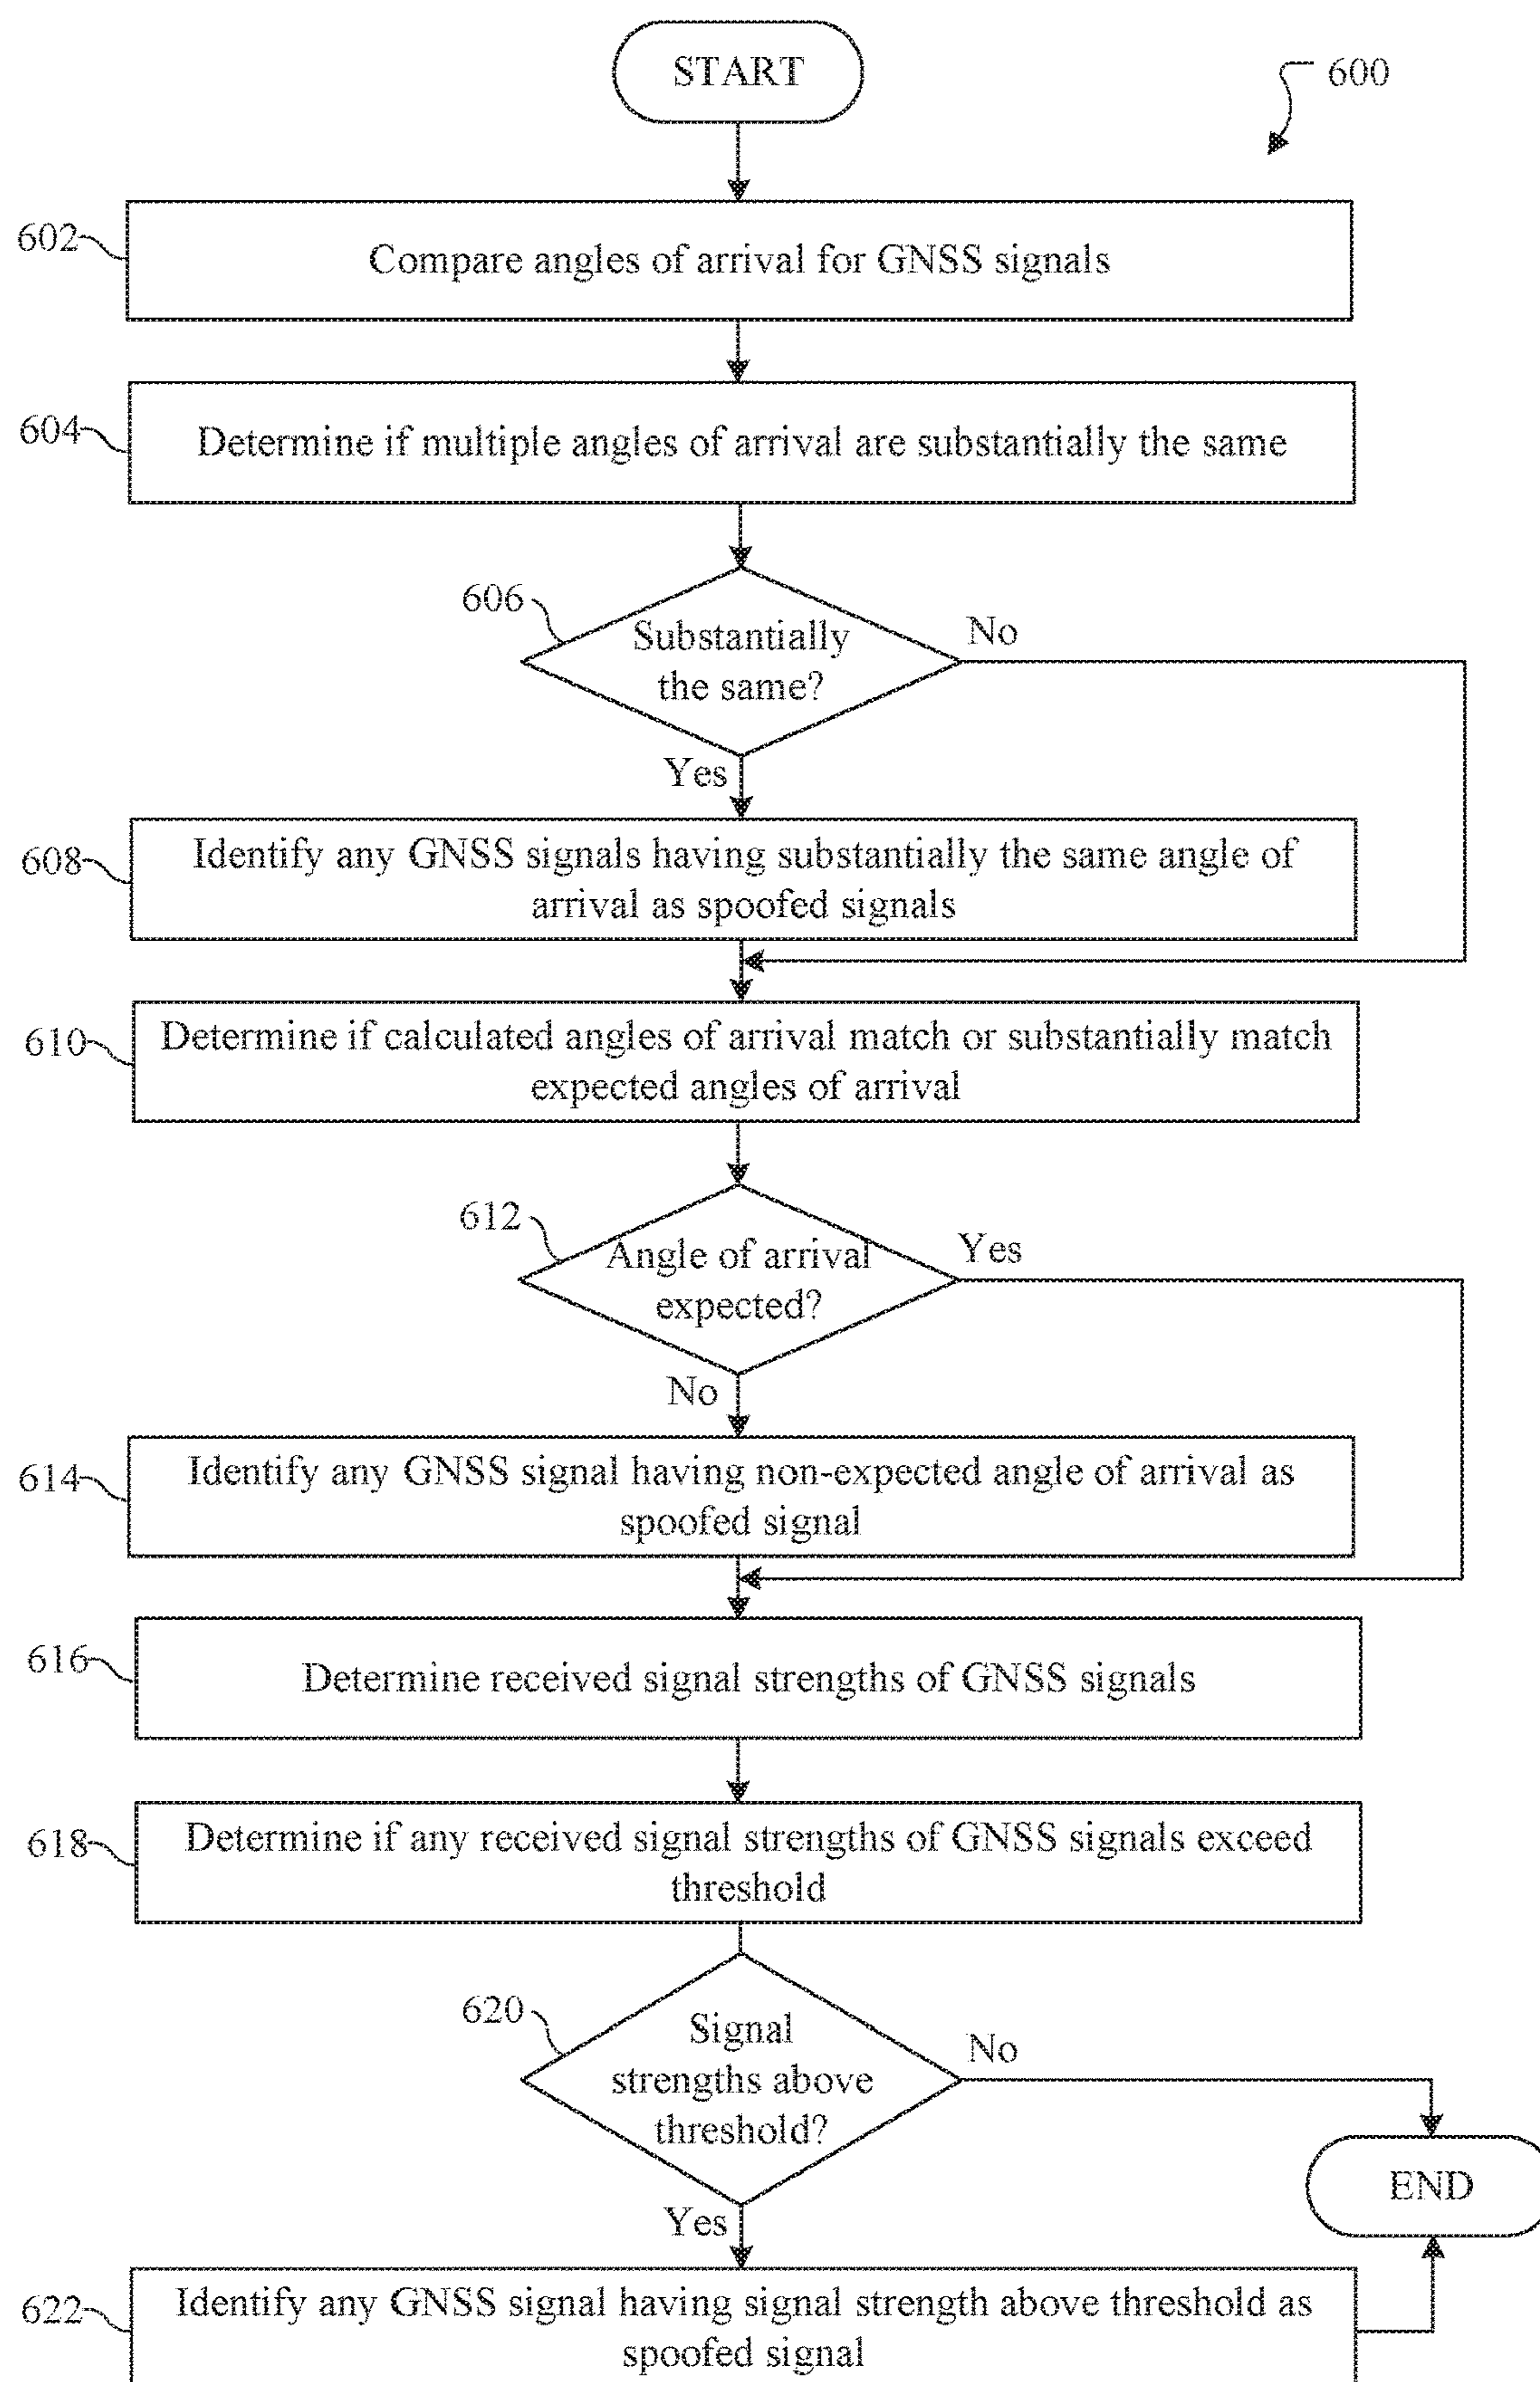 START
600
602
Compare angles of arrival for GNSS signals
604
Determine if multiple angles of arrival are substantially the same
606
Substantially
the same?
No
Yes
608
Identify any GNSS signals having substantially the same angle of
arrival as spoofed signals
610
Determine if calculated angles of arrival match or substantially match
expected angles of arrival
612
Angle of arrival
expected?
Yes
No
614
Identify any GNSS signal having non-expected angle of arrival as
spoofed signal
616
Determine received signal strengths of GNSS signals
618
Determine if any received signal strengths of GNSS signals exceed
threshold
620
Signal
strengths above
threshold?
No
END
Yes
622
Identify any GNSS signal having signal strength above threshold as
spoofed signal